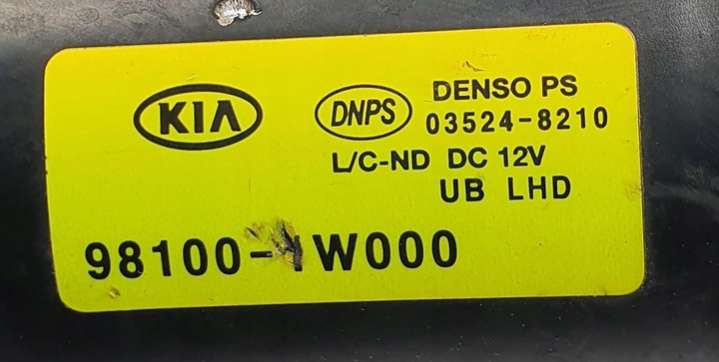 KIA
DNPS
DENSO PS
03524-8210
L/C-ND DC 12V
UB LHD
98100-1W000